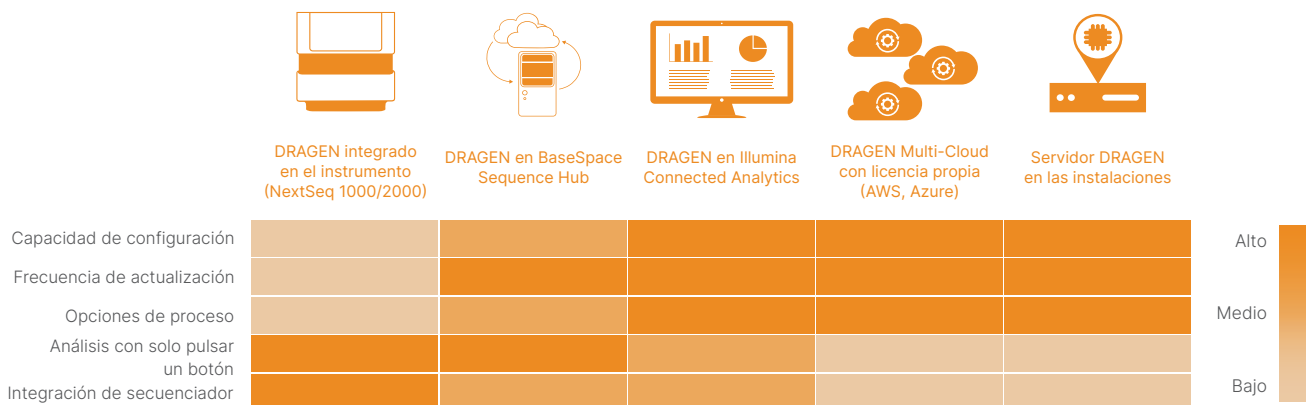 DRAGEN integrado
en el instrumento
(NextSeq 1000/2000)
DRAGEN en BaseSpace
Sequence Hub
DRAGEN en Illumina
Connected Analytics
DRAGEN Multi-Cloud
con licencia propia
(AWS, Azure)
Servidor DRAGEN
en las instalaciones
Capacidad de configuración
Frecuencia de actualización
Opciones de proceso
Análisis con solo pulsar
un botón
Integración de secuenciador
Alto
Medio
Bajo